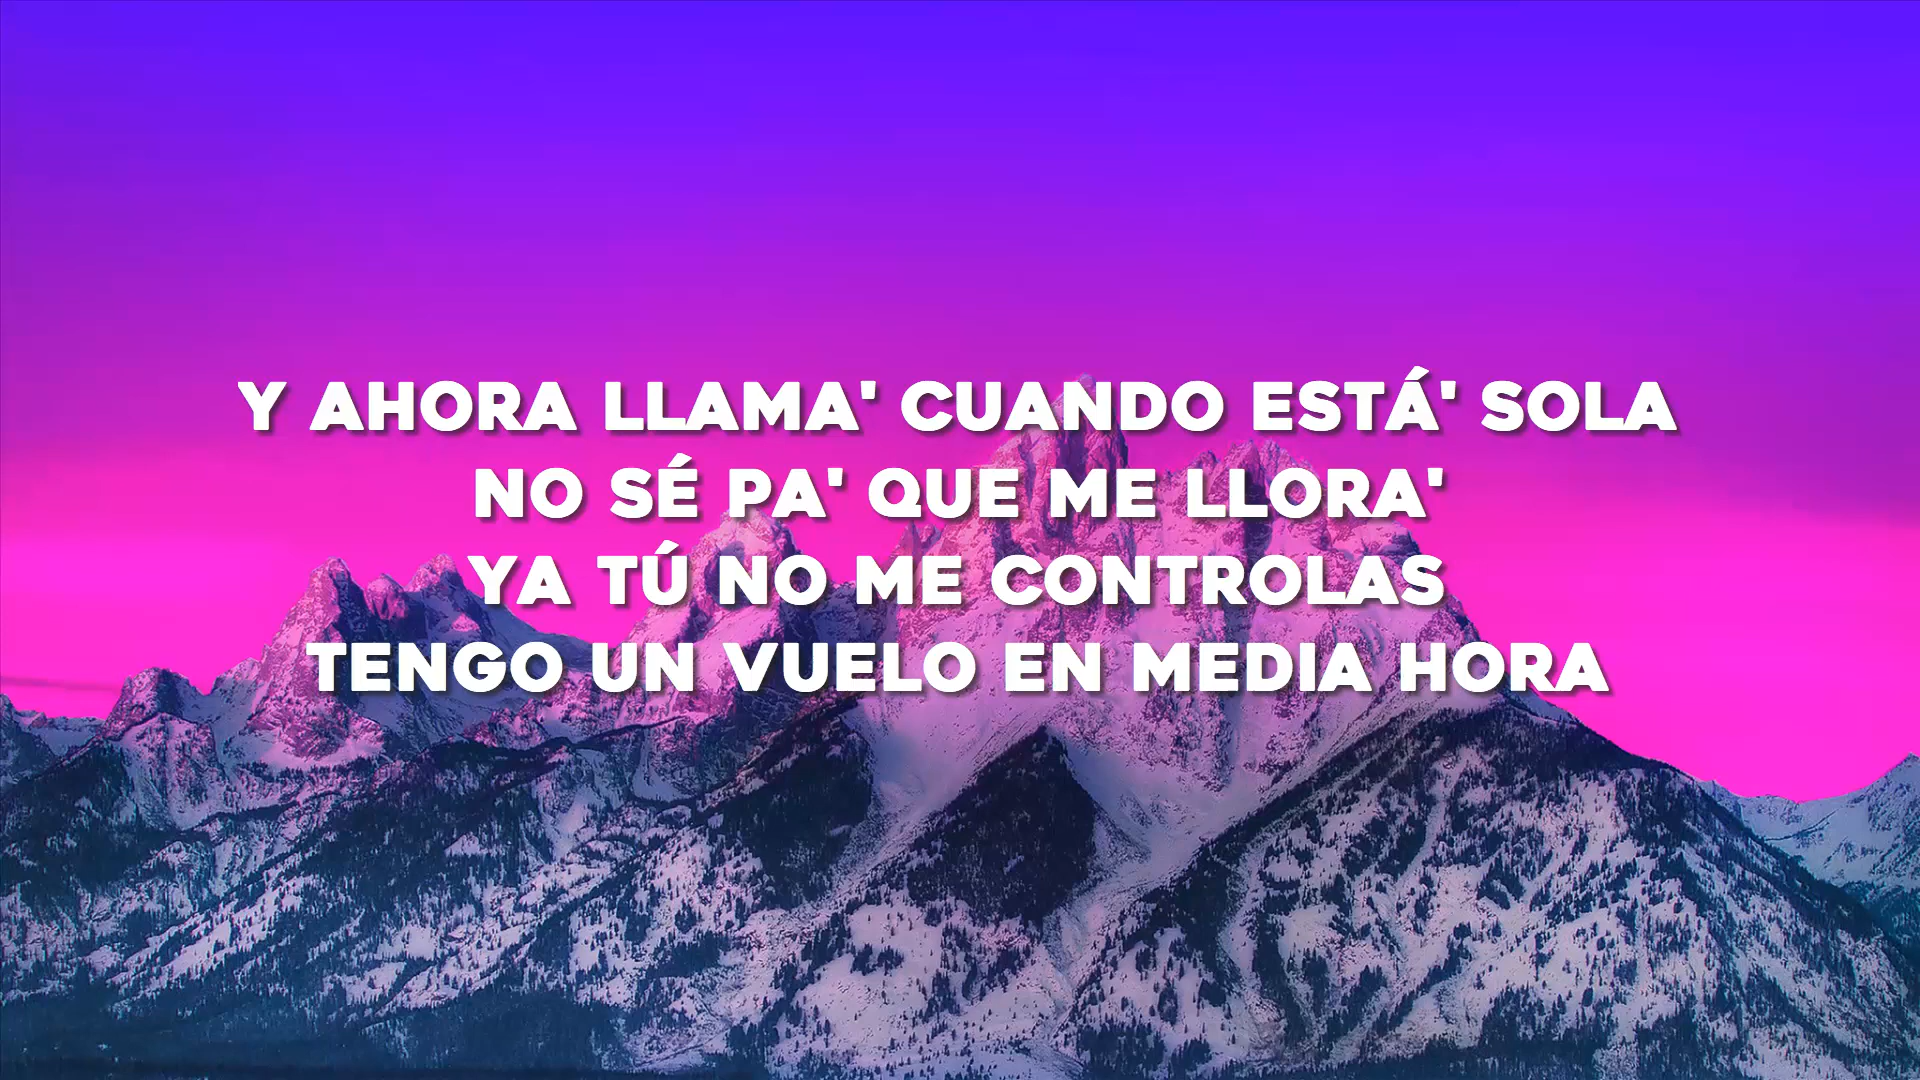 Y AHORA LLAMA' CUANDO ESTÁ' SOLA
NO SÉ PA' QUE ME LLORA'
YA TÚ NO ME CONTROLAS
TENGO UN VUELO EN MEDIA HORA